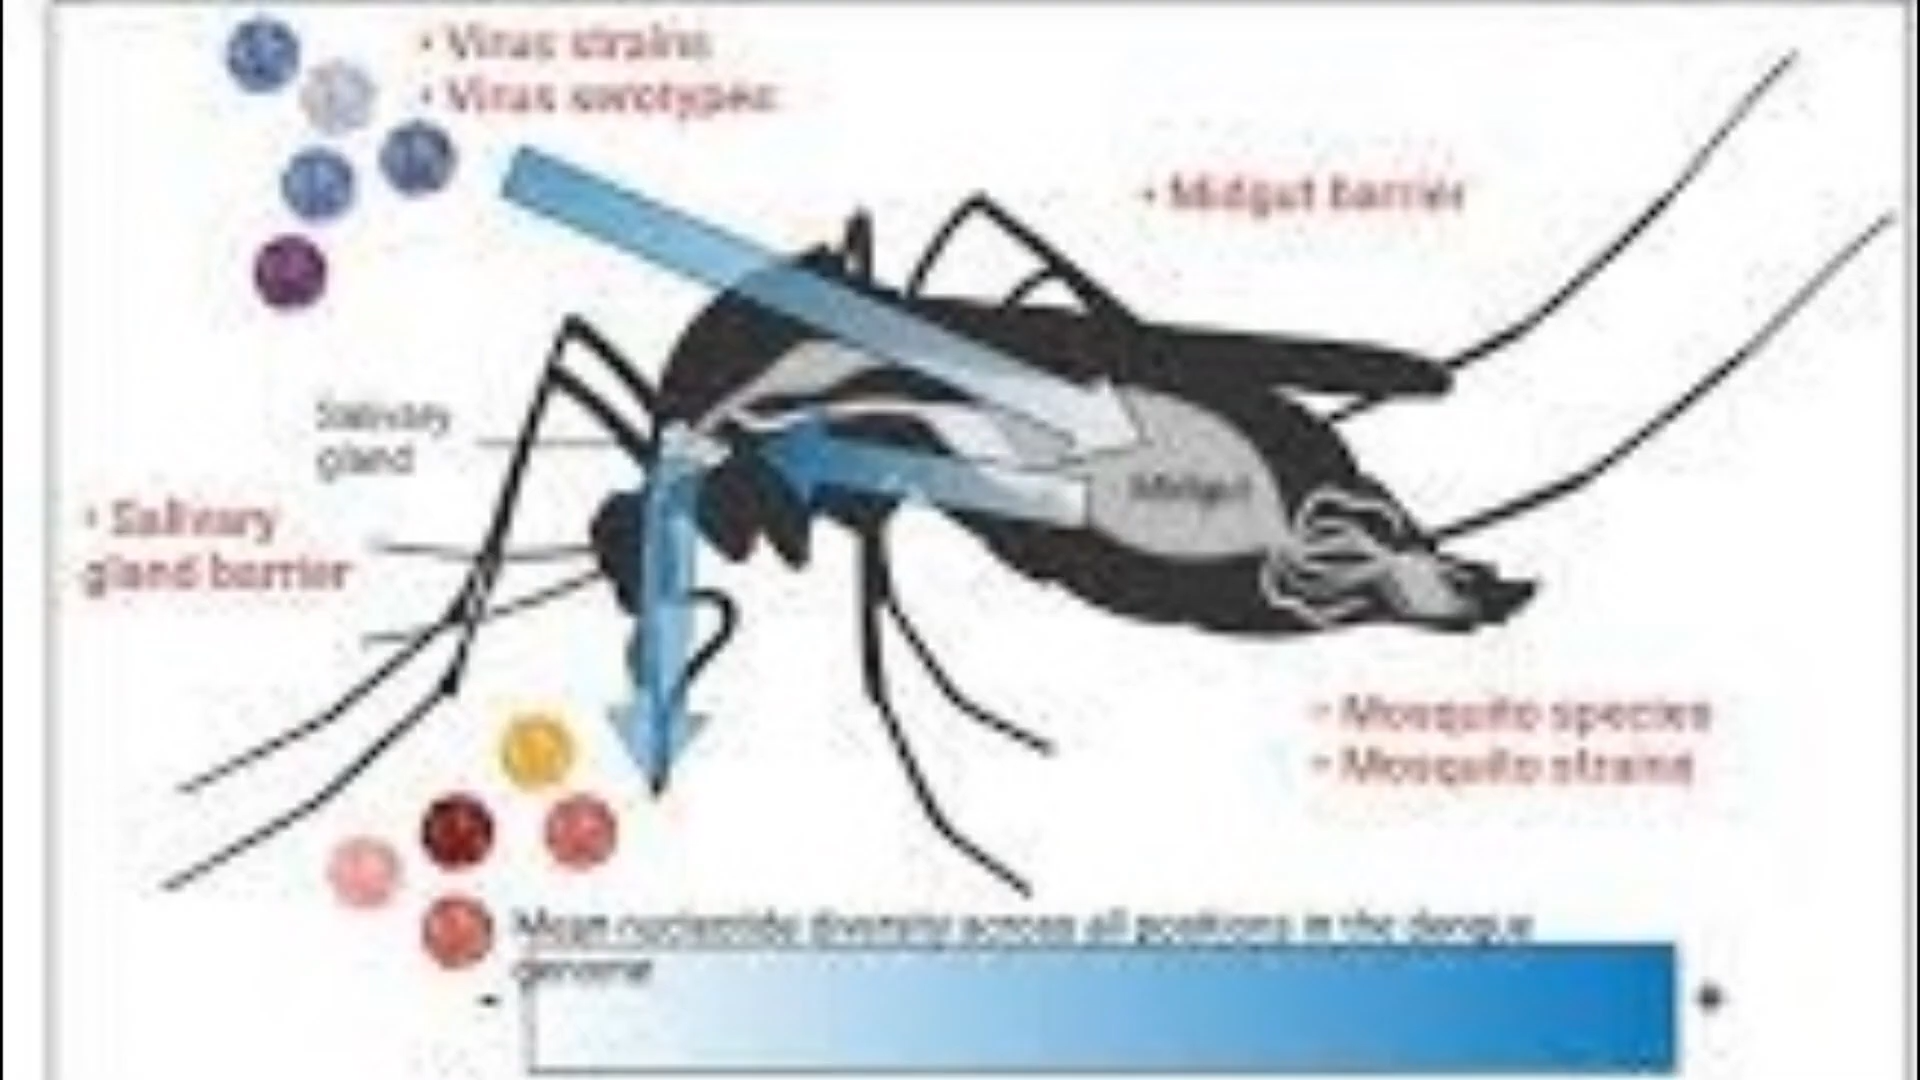 • Virus strains
• Virus serotypes
• Midgut barrier
Salivary
gland
Midgut
• Salivary
gland barrier
• Mosquito species
• Mosquito strains
Mean nucleotide diversity across all positions in the dengue
genome
- +